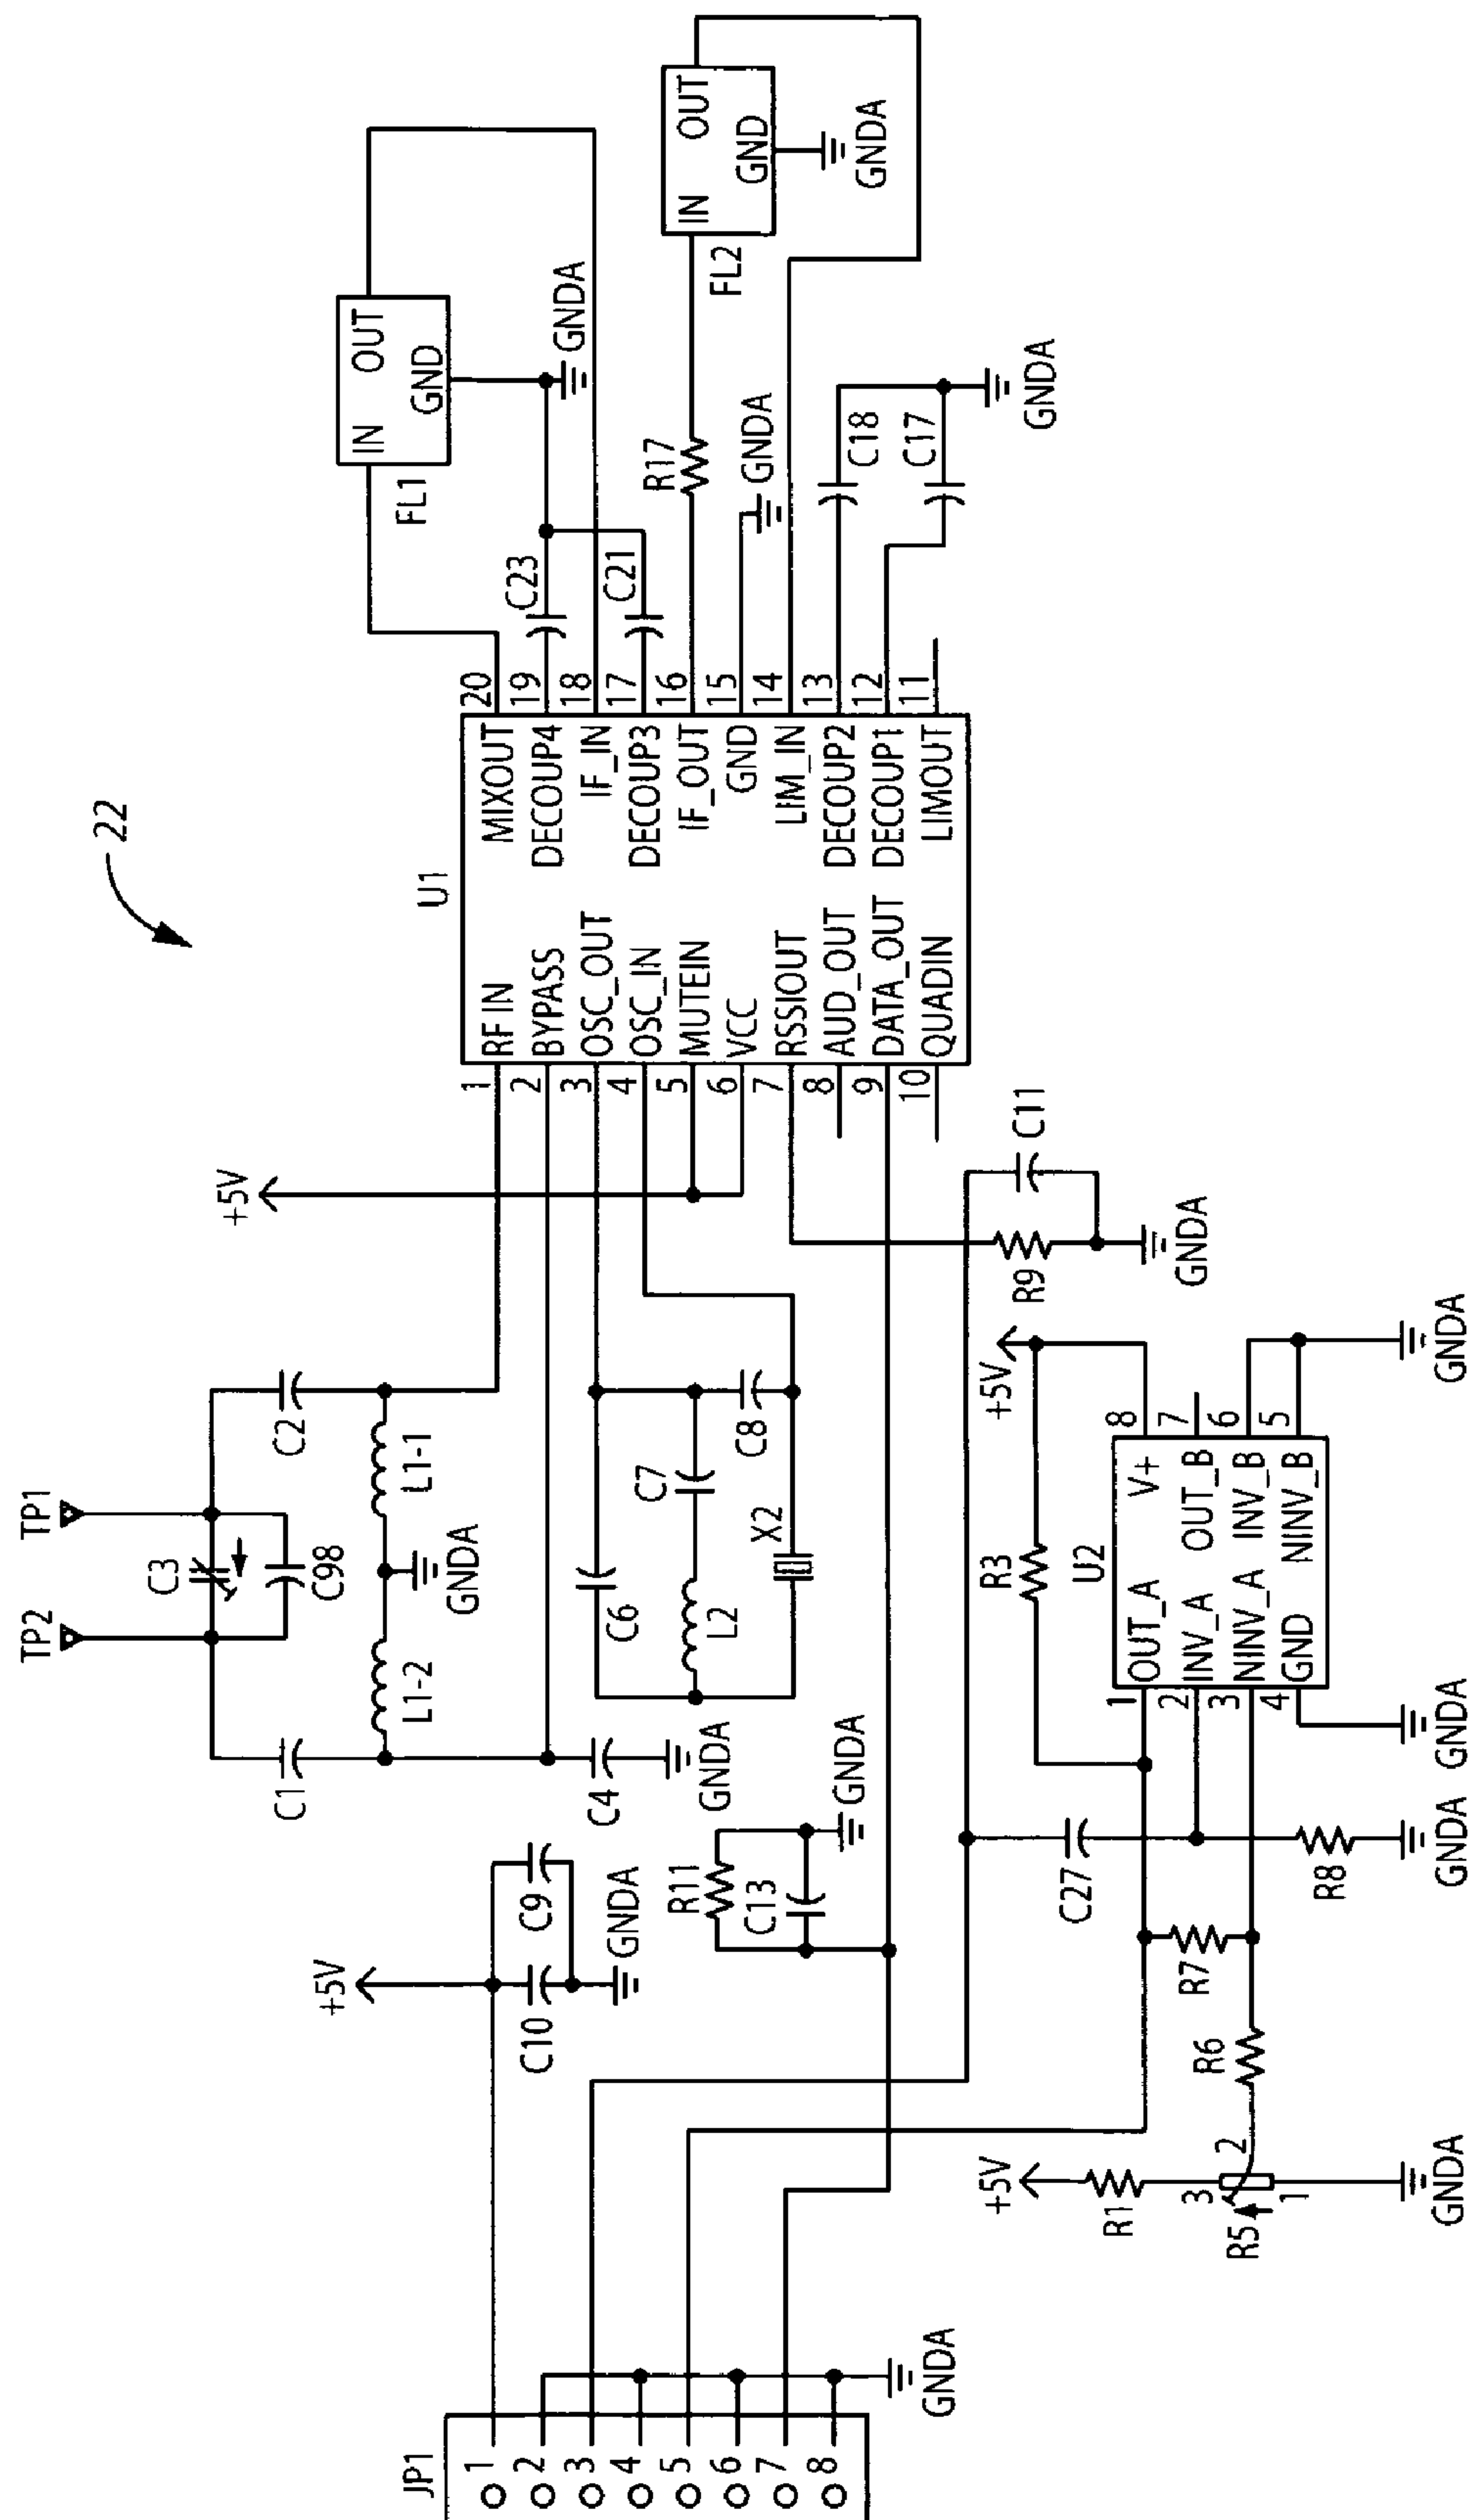 22
TP2
TP1
C3
C98
C1
C2
L1-2
L1-1
GNDA
+5V
+5V
C10
C9
GNDA
C4
GNDA
C6
C7
C8
L2
X2
R11
C13
GNDA
U1
1 RF IN MIXOUT 20
2 BYPASS DECOUP4 19
3 OSC_OUT IF_IN 18
4 OSC_IN DECOUP3 17
5 MUTEIN IF_OUT 16
6 VCC GND 15
7 RSSIOUT LIM_IN 14
8 AUD_OUT DECOUP2 13
9 DATA_OUT DECOUP1 12
10 QUADIN LIMOUT 11
FL1
IN OUT
GND
C23
GNDA
C21
R17
FL2
IN OUT
GND
GNDA
GNDA
C18
C17
GNDA
JP1
1
2
3
4
5
6
7
8
GNDA
+5V
R1
R5
3
2
1
GNDA
R6
R7
C27
R8
GNDA
R3
+5V
U2
1 OUT_A V+ 8
2 INV_A OUT_B 7
3 NINV_A INV_B 6
4 GND NINV_B 5
GNDA
GNDA
R9
C11
GNDA